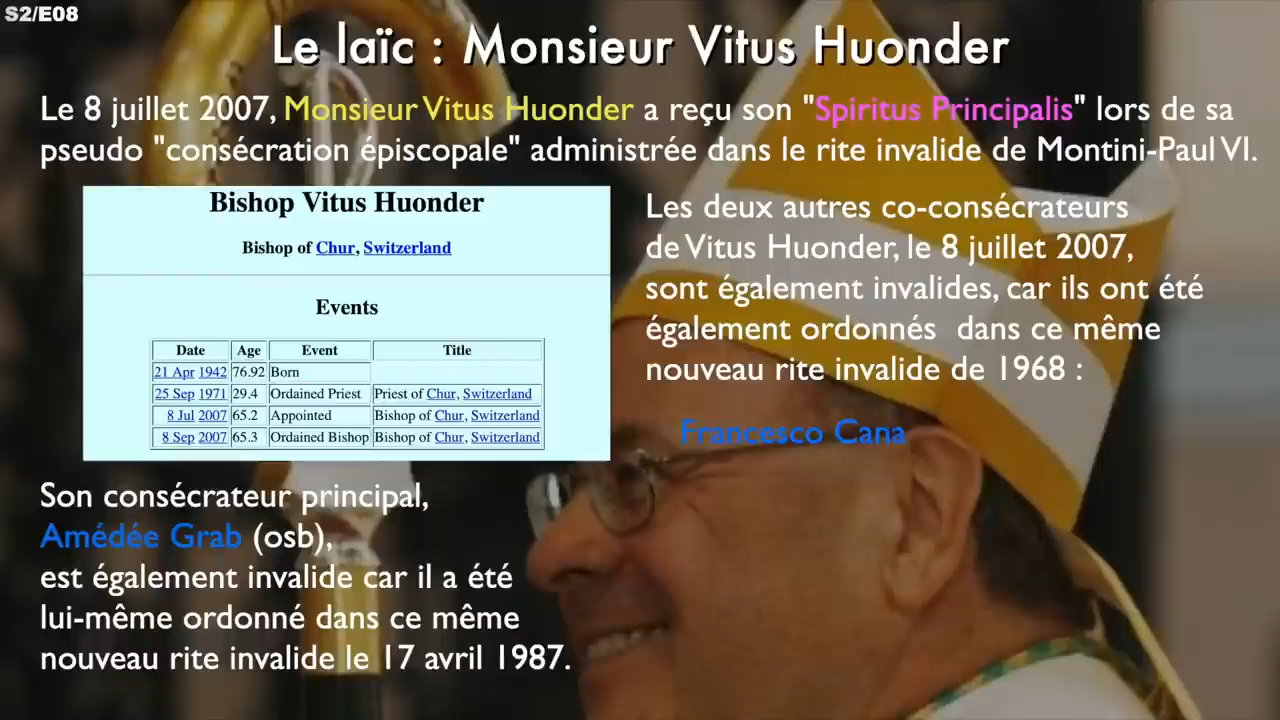 S2/E08
Le laïc : Monsieur Vitus Huonder
Le 8 juillet 2007, Monsieur Vitus Huonder a reçu son "Spiritus Principalis" lors de sa
pseudo "consécration épiscopale" administrée dans le rite invalide de Montini-Paul VI.
Bishop Vitus Huonder
Bishop of Chur, Switzerland
Events
Date Age Event Title
21 Apr 1942 76.92 Born
25 Sep 1971 29.4 Ordained Priest Priest of Chur, Switzerland
8 Jul 2007 65.2 Appointed Bishop of Chur, Switzerland
8 Sep 2007 65.3 Ordained Bishop Bishop of Chur, Switzerland
Les deux autres co-consécrateurs
de Vitus Huonder, le 8 juillet 2007,
sont également invalides, car ils ont été
également ordonnés dans ce même
nouveau rite invalide de 1968 :
Francesco Cana
Son consécrateur principal,
Amédée Grab (osb),
est également invalide car il a été
lui-même ordonné dans ce même
nouveau rite invalide le 17 avril 1987.